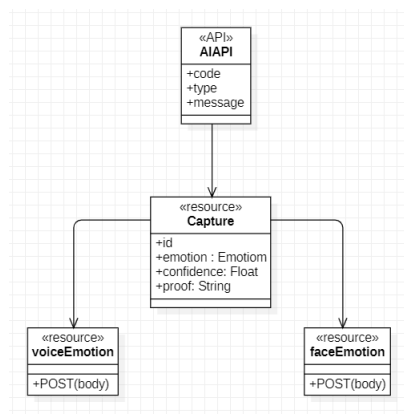 «API»
AIAPI
+code
+type
+message
«resource»
Capture
+id
+emotion : Emotiom
+confidence: Float
+proof: String
«resource»
voiceEmotion
+POST(body)
«resource»
faceEmotion
+POST(body)